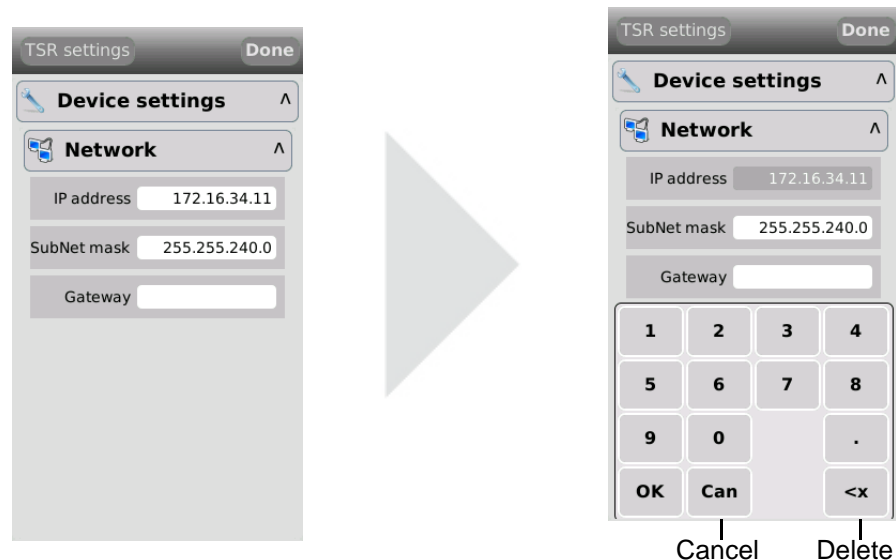 TSR settings Done
Device settings ^
Network ^
IP address 172.16.34.11
SubNet mask 255.255.240.0
Gateway
TSR settings Done
Device settings ^
Network ^
IP address 172.16.34.11
SubNet mask 255.255.240.0
Gateway
1 2 3 4
5 6 7 8
9 0 .
OK Can <x
Cancel Delete